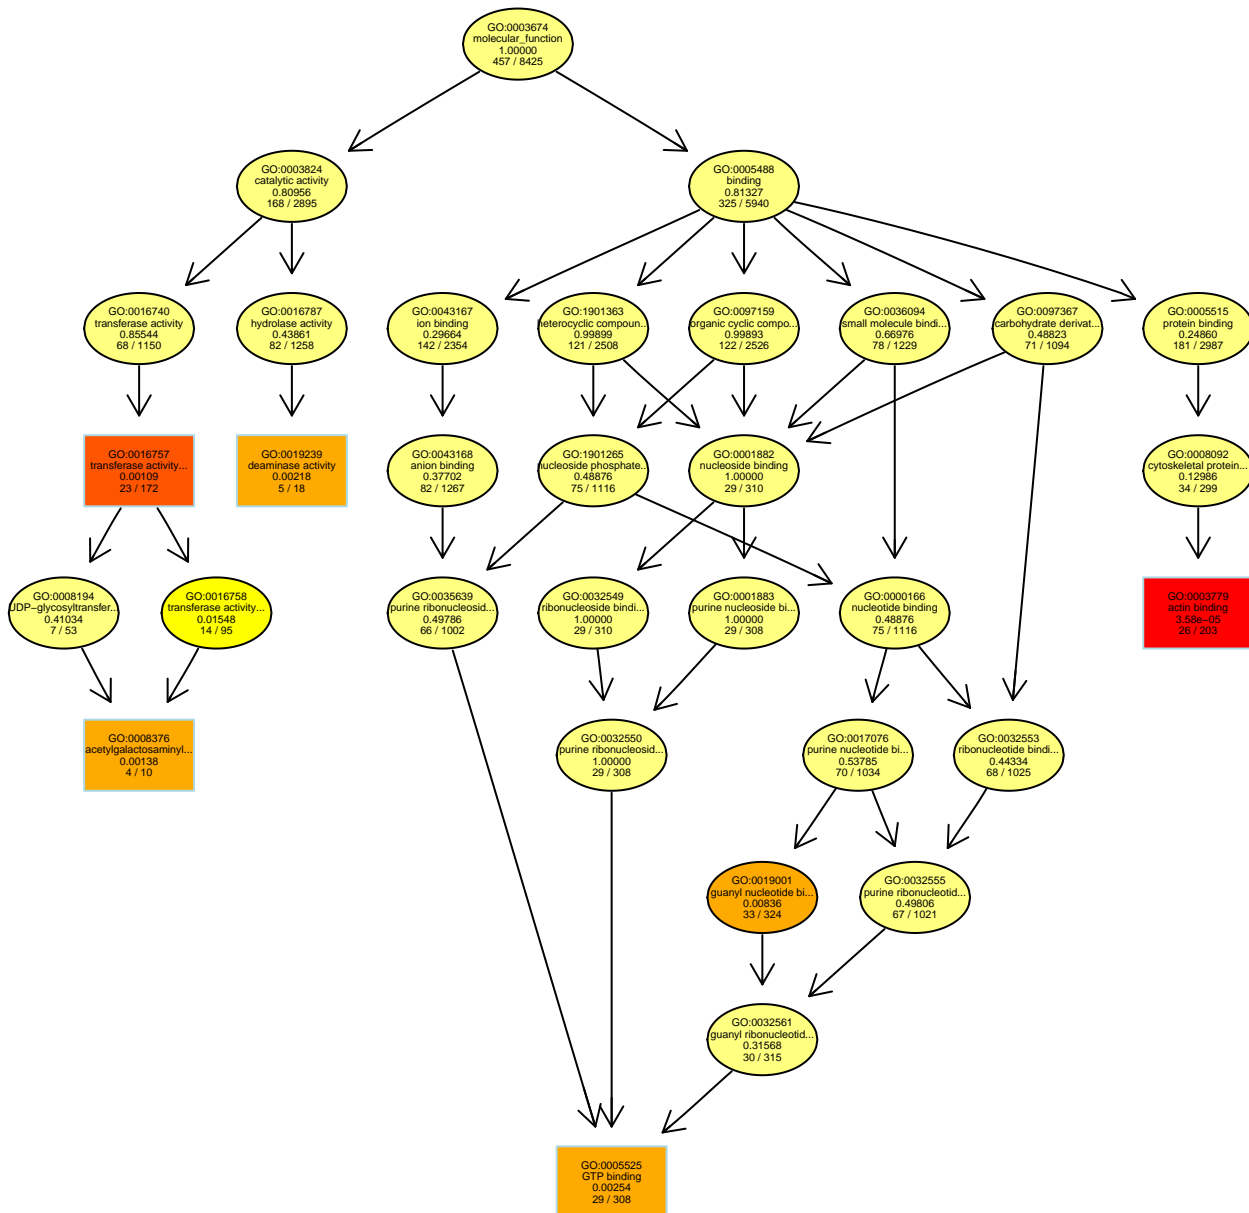 GO:0003674
molecular_function
1.00000
457 / 8425
GO:0003824
catalytic activity
0.80956
168 / 2895
GO:0005488
binding
0.81327
325 / 5940
GO:0016740
transferase activity
0.85544
68 / 1150
GO:0016787
hydrolase activity
0.43861
82 / 1258
GO:0043167
ion binding
0.29664
142 / 2354
GO:1901363
heterocyclic compoun...
0.99899
121 / 2508
GO:0097159
organic cyclic compo...
0.99893
122 / 2526
GO:0036094
small molecule bindi...
0.66976
78 / 1229
GO:0097367
carbohydrate derivat...
0.48823
71 / 1094
GO:0005515
protein binding
0.24860
181 / 2987
GO:0016757
transferase activity...
0.00109
23 / 172
GO:0019239
deaminase activity
0.00218
5 / 18
GO:0043168
anion binding
0.37702
82 / 1267
GO:1901265
nucleoside phosphate...
0.48876
75 / 1116
GO:0001882
nucleoside binding
1.00000
29 / 310
GO:0008092
cytoskeletal protein...
0.12986
34 / 299
GO:0008194
UDP−glycosyltransfer...
0.41034
7 / 53
GO:0016758
transferase activity...
0.01548
14 / 95
GO:0035639
purine ribonucleosid...
0.49786
66 / 1002
GO:0032549
ribonucleoside bindi...
1.00000
29 / 310
GO:0001883
purine nucleoside bi...
1.00000
29 / 308
GO:0000166
nucleotide binding
0.48876
75 / 1116
GO:0003779
actin binding
3.58e−05
26 / 203
GO:0008376
acetylgalactosaminyl...
0.00138
4 / 10
GO:0032550
purine ribonucleosid...
1.00000
29 / 308
GO:0017076
purine nucleotide bi...
0.53785
70 / 1034
GO:0032553
ribonucleotide bindi...
0.44334
68 / 1025
GO:0019001
guanyl nucleotide bi...
0.00836
33 / 324
GO:0032555
purine ribonucleotid...
0.49806
67 / 1021
GO:0032561
guanyl ribonucleotid...
0.31568
30 / 315
GO:0005525
GTP binding
0.00254
29 / 308